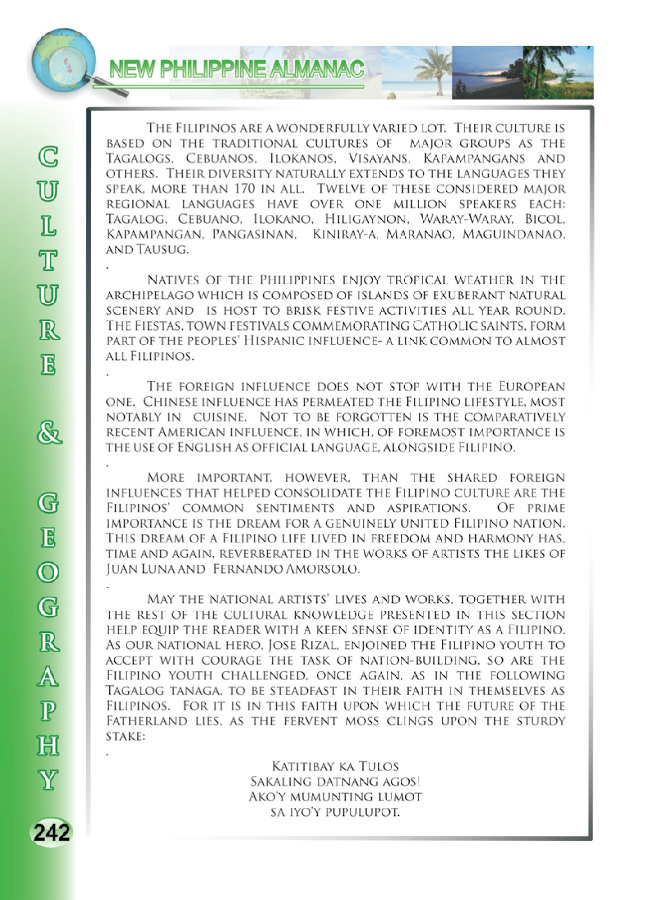 NEW PHILIPPINE ALMANAC
CULTURE & GEOGRAPHY
The Filipinos are a wonderfully varied lot. Their culture is
based on the traditional cultures of major groups as the
Tagalogs, Cebuanos, Ilokanos, Visayans, Kapampangans and
others. Their diversity naturally extends to the languages they
speak, more than 170 in all. Twelve of these considered major
regional languages have over one million speakers each:
Tagalog, Cebuano, Ilokano, Hiligaynon, Waray-Waray, Bicol,
Kapampangan, Pangasinan, Kiniray-a, Maranao, Maguindanao,
and Tausug.
.
Natives of the Philippines enjoy tropical weather in the
archipelago which is composed of islands of exuberant natural
scenery and is host to brisk festive activities all year round.
The Fiestas, town festivals commemorating Catholic saints, form
part of the peoples' Hispanic influence- a link common to almost
all Filipinos.
.
The foreign influence does not stop with the European
one. Chinese influence has permeated the Filipino lifestyle, most
notably in cuisine. Not to be forgotten is the comparatively
recent American influence, in which, of foremost importance is
the use of English as official language, alongside Filipino.
.
More important, however, than the shared foreign
influences that helped consolidate the Filipino culture are the
Filipinos' common sentiments and aspirations. Of prime
importance is the dream for a genuinely united Filipino nation.
This dream of a Filipino life lived in freedom and harmony has,
time and again, reverberated in the works of artists the likes of
Juan Luna and Fernando Amorsolo.
.
May the national artists' lives and works, together with
the rest of the cultural knowledge presented in this section
help equip the reader with a keen sense of identity as a Filipino.
As our national hero, Jose Rizal, enjoined the Filipino youth to
accept with courage the task of nation-building, so are the
Filipino youth challenged, once again, as in the following
Tagalog tanaga, to be steadfast in their faith in themselves as
Filipinos. For it is in this faith upon which the future of the
Fatherland lies, as the fervent moss clings upon the sturdy
stake:
.
Katitibay ka Tulos
Sakaling datnang agos!
Ako'y mumunting lumot
sa iyo'y pupulupot.
242